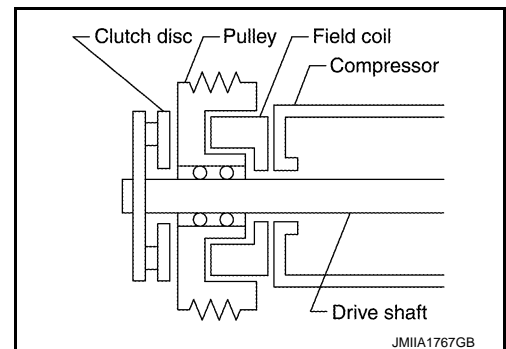 Clutch disc
Pulley
Field coil
Compressor
Drive shaft
JMIIA1767GB